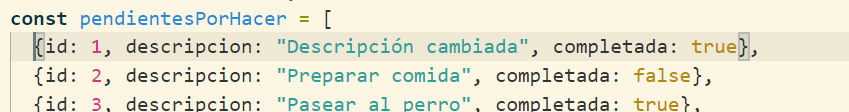 const pendientesPorHacer = [
{id: 1, descripcion: "Descripción cambiada", completada: true},
{id: 2, descripcion: "Preparar comida", completada: false},
{id: 3, descripcion: "Pasear al perro", completada: true},